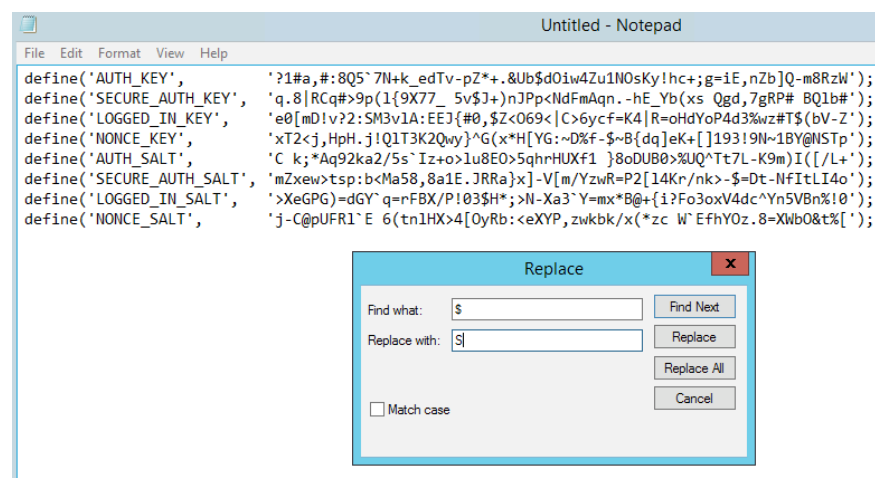 Untitled - Notepad
File Edit Format View Help
define('AUTH_KEY', '?1#a,#:8Q5`7N+k_edTv-pZ*+.&Ub$dOiw4Zu1NOsKy!hc+;g=iE,nZb]Q-m8RzW');
define('SECURE_AUTH_KEY', 'q.8|RCq#>9p(l{9X77_ 5v$J+)nJPp<NdFmAqn.-hE_Yb(xs Qgd,7gRP# BQlb#');
define('LOGGED_IN_KEY', 'e0[mD!v?2:SM3vlA:EEJ{#0,$Z<O69<|C>6ycf=K4|R=oHdYoP4d3%wz#T$(bV-Z');
define('NONCE_KEY', 'xT2<j,HpH.j!QlT3K2Qwy}^G(x*H[YG:~D%f-$~B{dq]eK+[]193!9N~1BY@NSTp');
define('AUTH_SALT', 'C k;*Aq92ka2/5s`Iz+o>lu8EO>5qhrHUXf1 }8oDUB0>%UQ^Tt7L-K9m)I([/L+');
define('SECURE_AUTH_SALT', 'mZxew>tsp:b<Ma58,8a1E.JRRa}x]-V[m/YzwR=P2[l4Kr/nk>-$=Dt-NfItLI4o');
define('LOGGED_IN_SALT', '>XeGPG)=dGY`q=rFBX/P!03$H*;>N-Xa3`Y=mx*B@+{i?Fo3oxV4dc^Yn5VBn%!0');
define('NONCE_SALT', 'j-C@pUFRl`E 6(tnlHX>4[OyRb:<eXYP,zwkbk/x(*zc W`EfhYOz.8=XWbO&t%[');
Replace
x
Find what: $ Find Next
Replace with: S Replace
Replace All
Cancel
Match case